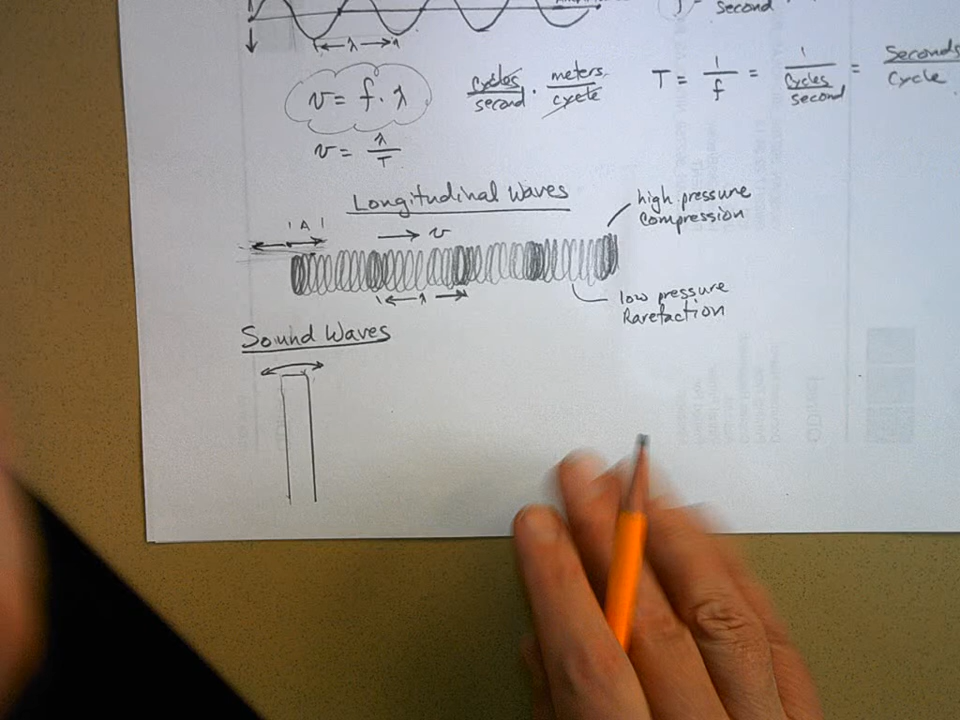 second
λ
v = f · λ
cycles/second · meters/cycle
T = 1/f = 1/(cycles/second) = Seconds/Cycle
v = λ/T
Longitudinal Waves
high pressure
Compression
A
v
λ
low pressure
Rarefaction
Sound Waves